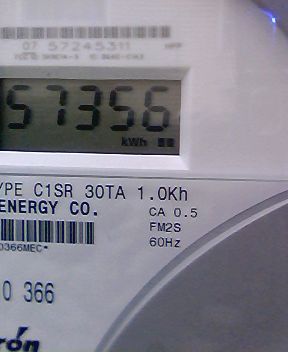 07 57245311
57356
kWh
YPE C1SR 30TA 1.0Kh
ENERGY CO.
CA 0.5
FM2S
60Hz
0366MEC*
0 366
rón